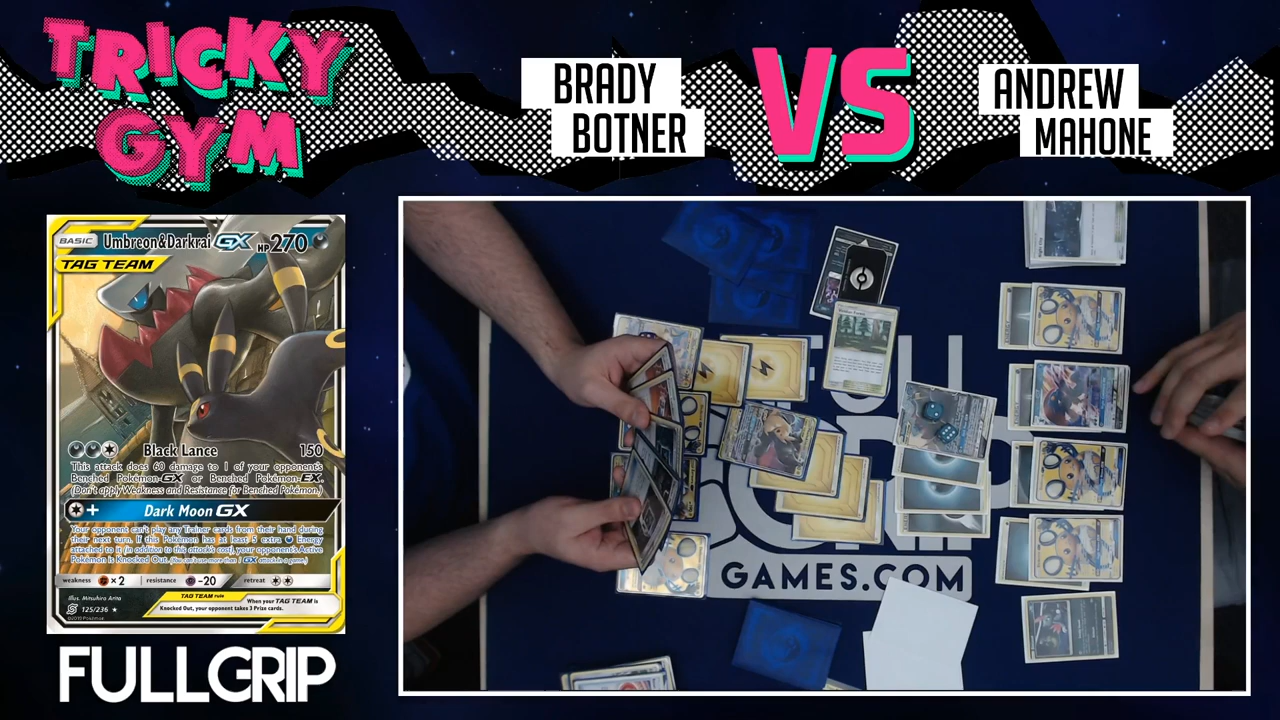 TRICKY
GYM
BRADY
BOTNER
VS
ANDREW
MAHONE
BASIC Umbreon&Darkrai GX HP270
TAG TEAM
Black Lance 150
This attack does 60 damage to 1 of your opponent's
Benched Pokémon-GX or Benched Pokémon-EX.
(Don't apply Weakness and Resistance for Benched Pokémon.)
+ Dark Moon GX
Your opponent can't play any Trainer cards from their hand during
their next turn. If this Pokémon has at least 5 extra Energy
attached to it (in addition to this attack's cost), your opponent's Active
Pokémon is Knocked Out. (You can't use more than 1 GX attack in a game.)
weakness ×2 resistance -20 retreat
Illus. Mitsuhiro Arita
TAG TEAM rule
When your TAG TEAM is
Knocked Out, your opponent takes 3 Prize cards.
125/236
©2019 Pokémon
FULLGRIP
GAMES.COM